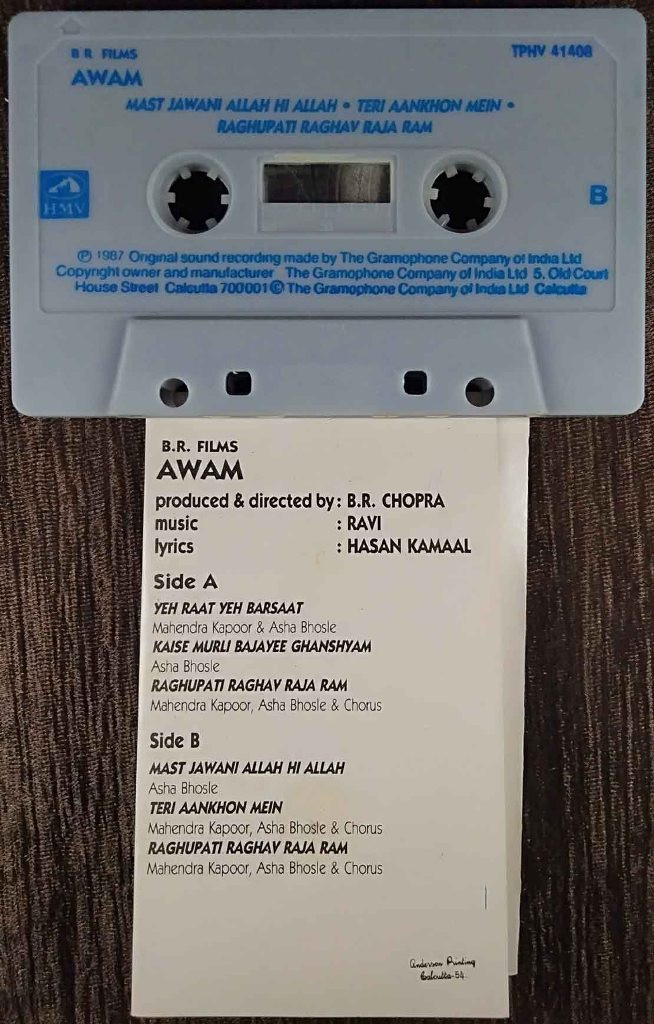 B R FILMS
TPHV 41408
AWAM
MAST JAWANI ALLAH HI ALLAH • TERI AANKHON MEIN •
RAGHUPATI RAGHAV RAJA RAM
HMV
B
℗ 1987 Original sound recording made by The Gramophone Company of India Ltd
Copyright owner and manufacturer The Gramophone Company of India Ltd 5, Old Court
House Street Calcutta 700001 © The Gramophone Company of India Ltd Calcutta
B.R. FILMS
AWAM
produced & directed by : B.R. CHOPRA
music : RAVI
lyrics : HASAN KAMAAL
Side A
YEH RAAT YEH BARSAAT
Mahendra Kapoor & Asha Bhosle
KAISE MURLI BAJAYEE GHANSHYAM
Asha Bhosle
RAGHUPATI RAGHAV RAJA RAM
Mahendra Kapoor, Asha Bhosle & Chorus
Side B
MAST JAWANI ALLAH HI ALLAH
Asha Bhosle
TERI AANKHON MEIN
Mahendra Kapoor, Asha Bhosle & Chorus
RAGHUPATI RAGHAV RAJA RAM
Mahendra Kapoor, Asha Bhosle & Chorus
Anderson Printing
Calcutta-54.